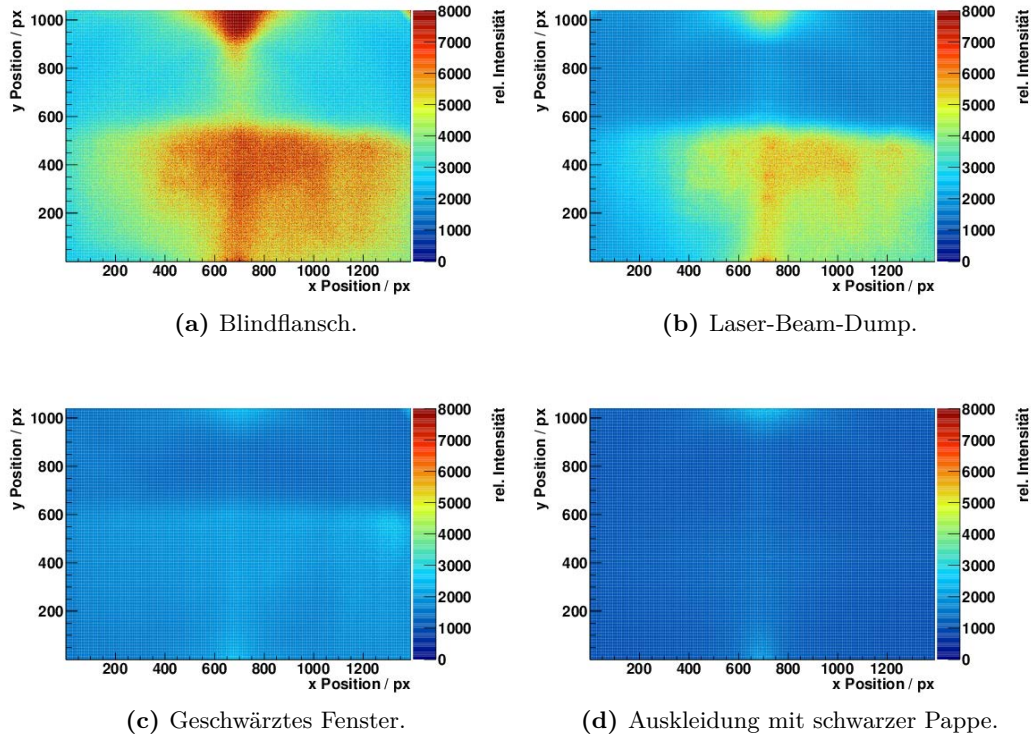 y Position / px
1000
800
600
400
200
200 400 600 800 1000 1200
x Position / px
8000
7000
6000
5000
4000
3000
2000
1000
0
rel. Intensität
(a) Blindflansch.
y Position / px
1000
800
600
400
200
200 400 600 800 1000 1200
x Position / px
8000
7000
6000
5000
4000
3000
2000
1000
0
rel. Intensität
(b) Laser-Beam-Dump.
y Position / px
1000
800
600
400
200
200 400 600 800 1000 1200
x Position / px
8000
7000
6000
5000
4000
3000
2000
1000
0
rel. Intensität
(c) Geschwärztes Fenster.
y Position / px
1000
800
600
400
200
200 400 600 800 1000 1200
x Position / px
8000
7000
6000
5000
4000
3000
2000
1000
0
rel. Intensität
(d) Auskleidung mit schwarzer Pappe.